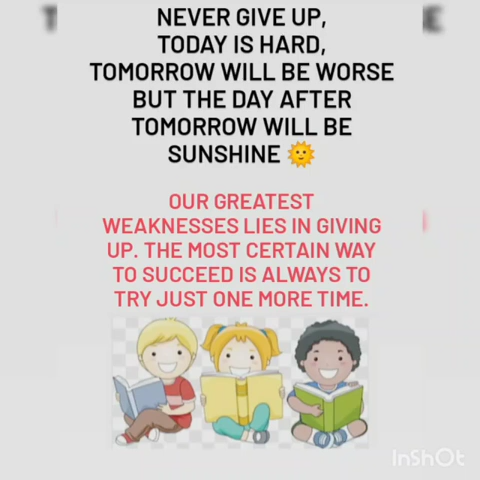 NEVER GIVE UP,
TODAY IS HARD,
TOMORROW WILL BE WORSE
BUT THE DAY AFTER
TOMORROW WILL BE
SUNSHINE 🌞
OUR GREATEST
WEAKNESSES LIES IN GIVING
UP. THE MOST CERTAIN WAY
TO SUCCEED IS ALWAYS TO
TRY JUST ONE MORE TIME.
InShOt